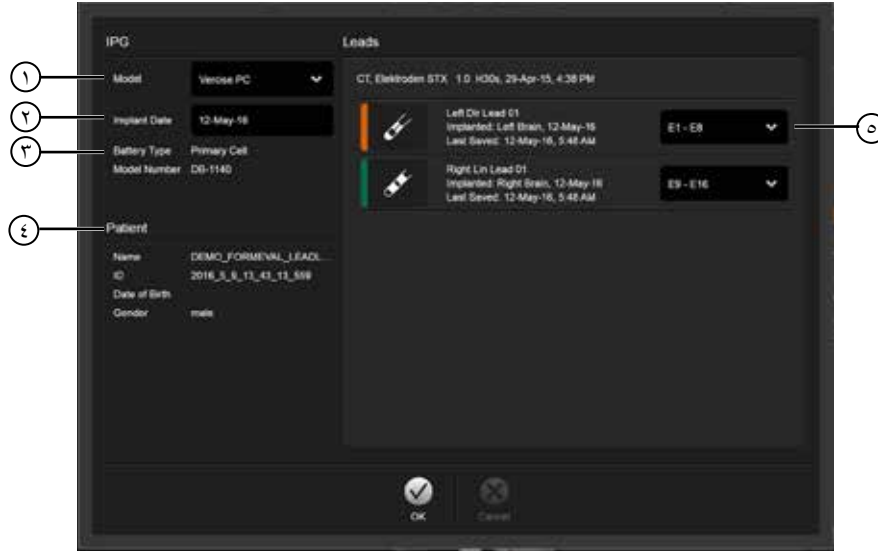 IPG
Leads
١
Model
Verose PC
CT, Elektroden STX 1.0 H30s, 29-Apr-15, 4:38 PM
٢
Implant Date
12-May-16
Left Dir Lead 01
Implanted: Left Brain, 12-May-16
Last Saved: 12-May-16, 5:48 AM
E1 - E8
٥
٣
Battery Type
Primary Cell
Model Number
DB-1140
Right Lin Lead 01
Implanted: Right Brain, 12-May-16
Last Saved: 12-May-16, 5:48 AM
E9 - E16
٤
Patient
Name
DEMO_FORMEVAL_LEADL...
ID
2016_5_9_13_43_13_559
Date of Birth
Gender
male
OK
Cancel